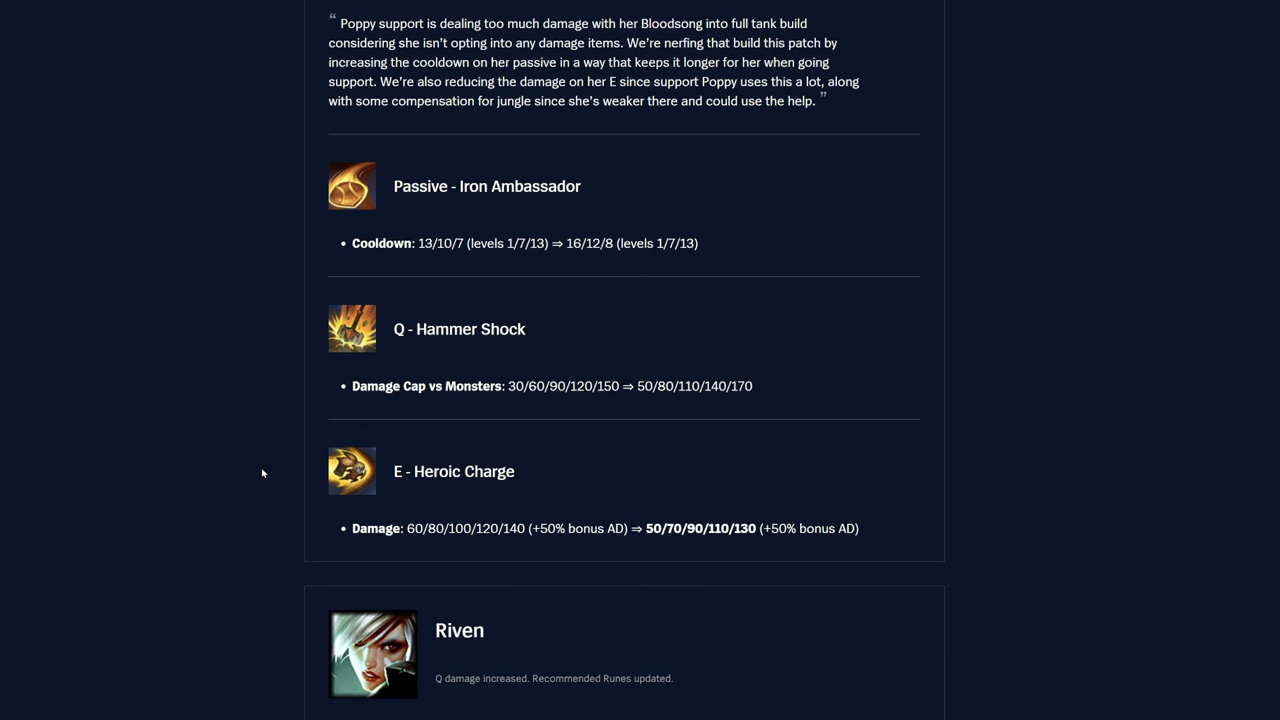 “ Poppy support is dealing too much damage with her Bloodsong into full tank build
considering she isn’t opting into any damage items. We’re nerfing that build this patch by
increasing the cooldown on her passive in a way that keeps it longer for her when going
support. We’re also reducing the damage on her E since support Poppy uses this a lot, along
with some compensation for jungle since she’s weaker there and could use the help. ”
Passive - Iron Ambassador
• Cooldown: 13/10/7 (levels 1/7/13) ⇒ 16/12/8 (levels 1/7/13)
Q - Hammer Shock
• Damage Cap vs Monsters: 30/60/90/120/150 ⇒ 50/80/110/140/170
E - Heroic Charge
• Damage: 60/80/100/120/140 (+50% bonus AD) ⇒ 50/70/90/110/130 (+50% bonus AD)
Riven
Q damage increased. Recommended Runes updated.